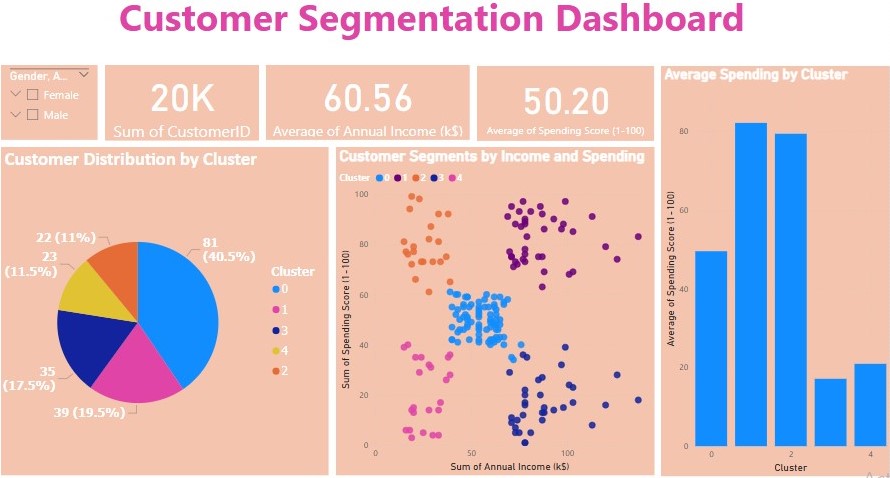 Customer Segmentation Dashboard
Gender, A...
Female
Male
20K
Sum of CustomerID
60.56
Average of Annual Income (k$)
50.20
Average of Spending Score (1-100)
Customer Distribution by Cluster
22 (11%)
23
(11.5%)
35
(17.5%)
39 (19.5%)
81
(40.5%)
Cluster
0
1
3
4
2
Customer Segments by Income and Spending
Cluster 0 1 2 3 4
Sum of Spending Score (1-100)
100
80
60
40
20
0
0 50 100
Sum of Annual Income (k$)
Average Spending by Cluster
Average of Spending Score (1-100)
80
60
40
20
0
0 2 4
Cluster